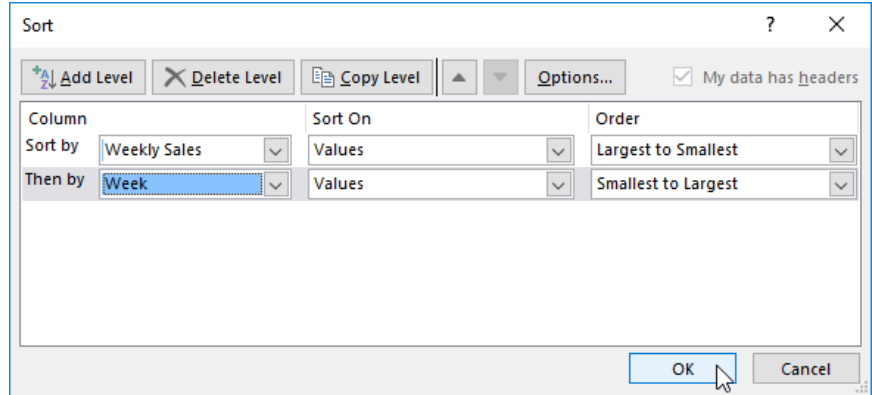 Sort ?
Add Level Delete Level Copy Level Options... My data has headers
Column Sort On Order
Sort by Weekly Sales Values Largest to Smallest
Then by Week Values Smallest to Largest
OK Cancel